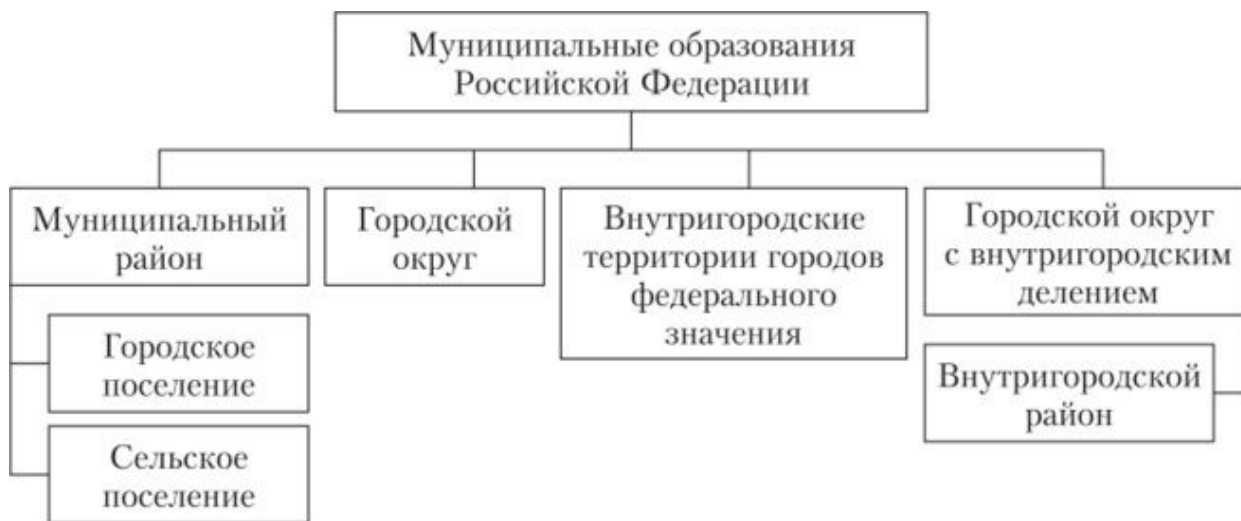 Муниципальные образования
Российской Федерации
Муниципальный
район
Городское
поселение
Сельское
поселение
Городской
округ
Внутригородские
территории городов
федерального
значения
Городской округ
с внутригородским
делением
Внутригородской
район